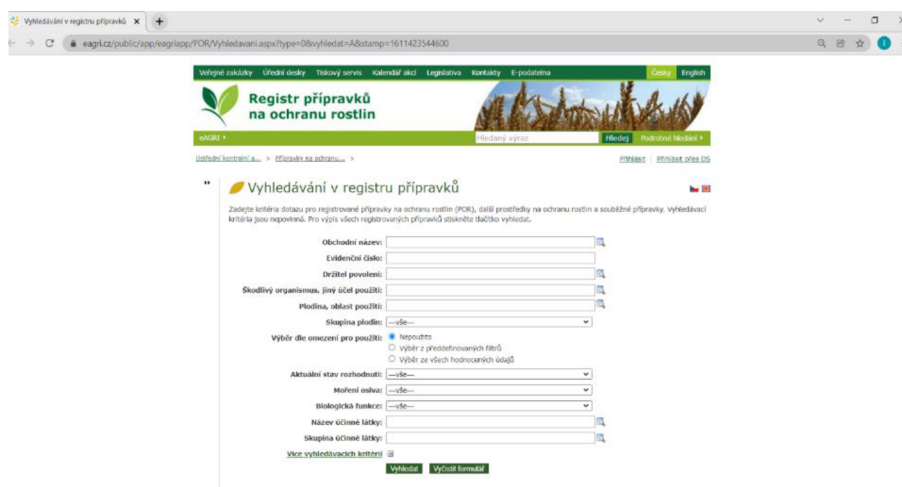 Vyhledávání v registru přípravků
eagri.cz/public/app/eagriapp/POR/Vyhledavani.aspx?type=0&vyhledat=A&stamp=1611423544600
Veřejné zakázky Úřední desky Tiskový servis Kalendář akcí Legislativa Kontakty E-podatelna Česky English
Registr přípravků
na ochranu rostlin
eAGRI Hledaný výraz Hledej Podrobné hledání
Ústřední kontrolní a... > Přípravky na ochranu... > Přihlásit Přihlásit přes DS
Vyhledávání v registru přípravků
Zadejte kritéria dotazu pro registrované přípravky na ochranu rostlin (POR), další prostředky na ochranu rostlin a souběžné přípravky. Vyhledávací
kritéria jsou nepovinná. Pro výpis všech registrovaných přípravků stiskněte tlačítko vyhledat.
Obchodní název:
Evidenční číslo:
Držitel povolení:
Škodlivý organismus, jiný účel použití:
Plodina, oblast použití:
Skupina plodin: ---vše---
Výběr dle omezení pro použití: Nepoužito
Výběr z předdefinovaných filtrů
Výběr ze všech hodnocených údajů
Aktuální stav rozhodnutí: ---vše---
Moření osiva: ---vše---
Biologická funkce: ---vše---
Název účinné látky:
Skupina účinné látky:
Více vyhledávacích kritérií
Vyhledat Vyčistit formulář